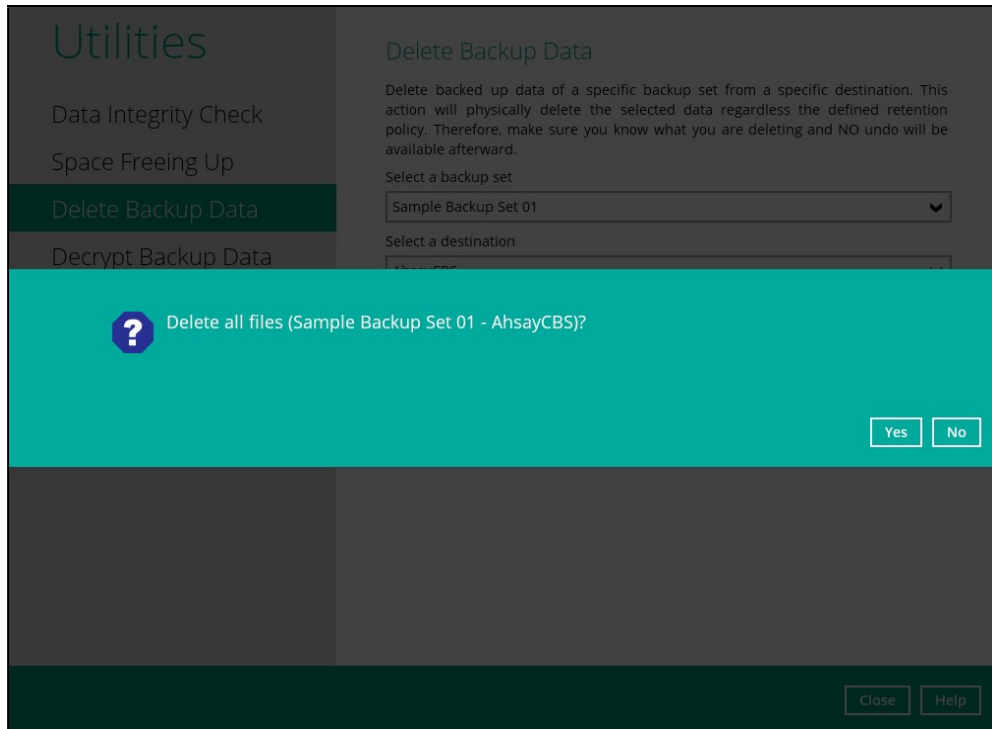 Utilities
Data Integrity Check
Space Freeing Up
Delete Backup Data
Decrypt Backup Data
Delete Backup Data
Delete backed up data of a specific backup set from a specific destination. This
action will physically delete the selected data regardless the defined retention
policy. Therefore, make sure you know what you are deleting and NO undo will be
available afterward.
Select a backup set
Sample Backup Set 01
Select a destination
AhsayCBS
Delete all files (Sample Backup Set 01 - AhsayCBS)?
Yes
No
Close
Help